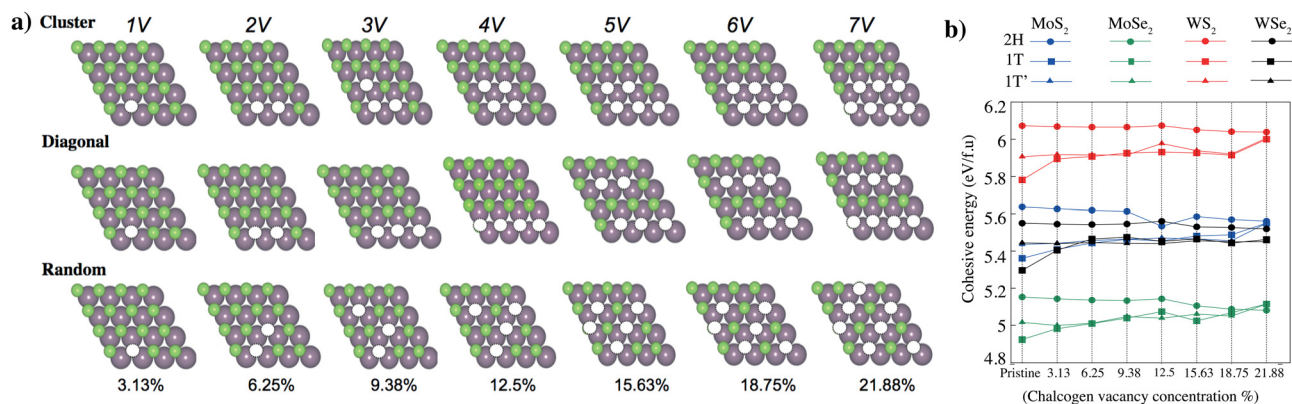 a)
Cluster 1V 2V 3V 4V 5V 6V 7V
Diagonal
Random
3.13% 6.25% 9.38% 12.5% 15.63% 18.75% 21.88%
b)
MoS2 MoSe2 WS2 WSe2
2H
1T
1T'
Cohesive energy (eV/f.u)
6.2
6
5.8
5.6
5.4
5.2
5
4.8
Pristine 3.13 6.25 9.38 12.5 15.63 18.75 21.88
(Chalcogen vacancy concentration %)